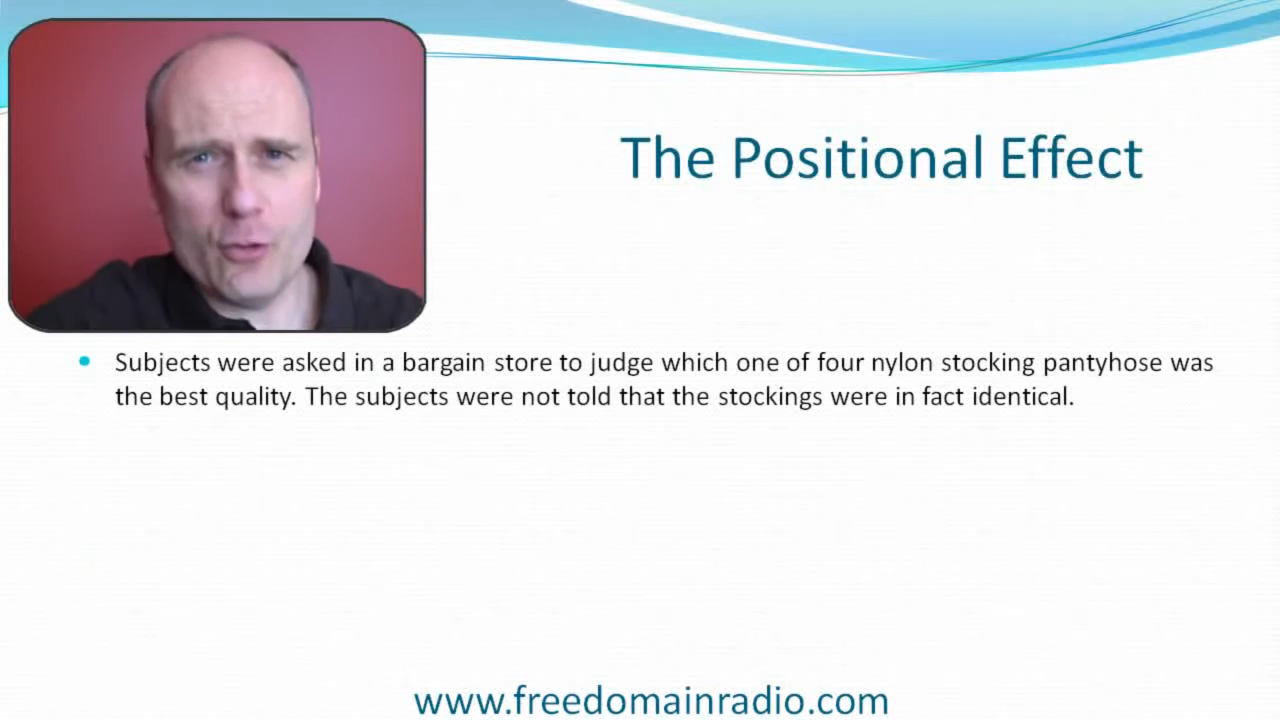 The Positional Effect
Subjects were asked in a bargain store to judge which one of four nylon stocking pantyhose was
the best quality. The subjects were not told that the stockings were in fact identical.
www.freedomainradio.com